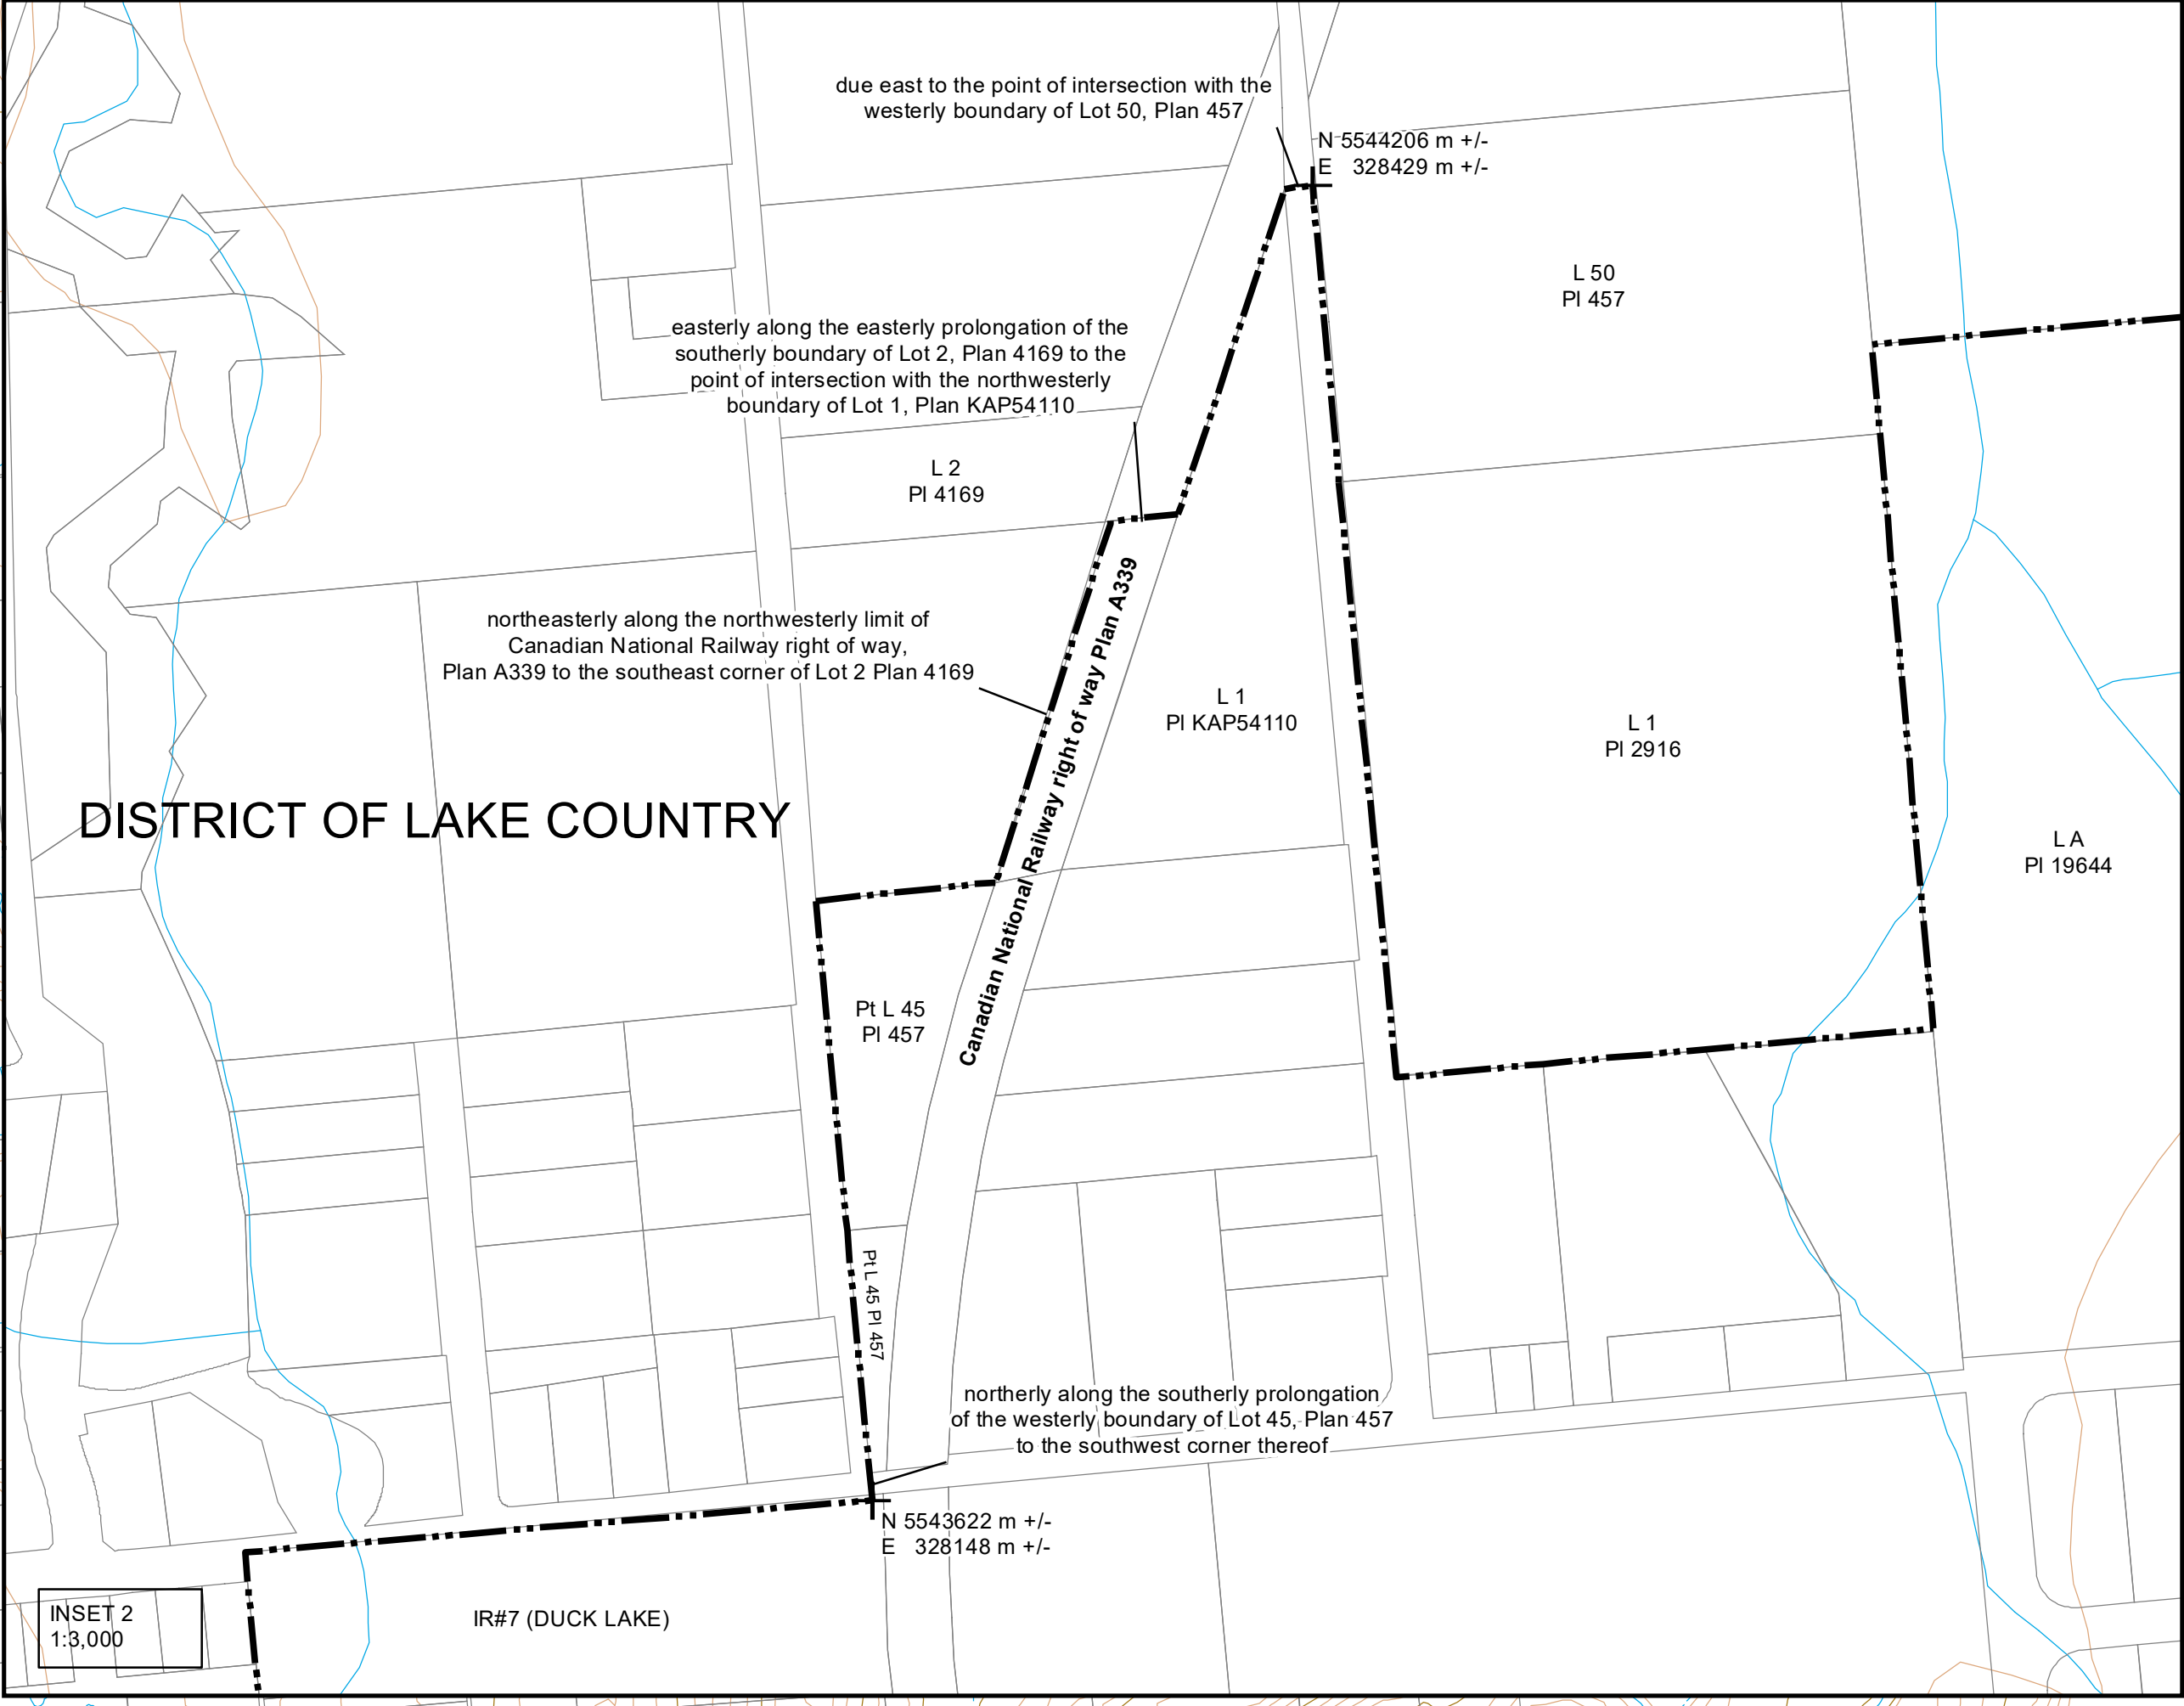 due east to the point of intersection with the
westerly boundary of Lot 50, Plan 457
N 5544206 m +/-
E 328429 m +/-
L 50
Pl 457
easterly along the easterly prolongation of the
southerly boundary of Lot 2, Plan 4169 to the
point of intersection with the northwesterly
boundary of Lot 1, Plan KAP54110
L 2
Pl 4169
northeasterly along the northwesterly limit of
Canadian National Railway right of way,
Plan A339 to the southeast corner of Lot 2 Plan 4169
Canadian National Railway right of way Plan A339
L 1
Pl KAP54110
L 1
Pl 2916
DISTRICT OF LAKE COUNTRY
L A
Pl 19644
Pt L 45
Pl 457
Pt L 45 Pl 457
northerly along the southerly prolongation
of the westerly boundary of Lot 45, Plan 457
to the southwest corner thereof
N 5543622 m +/-
E 328148 m +/-
INSET 2
1:3,000
IR#7 (DUCK LAKE)